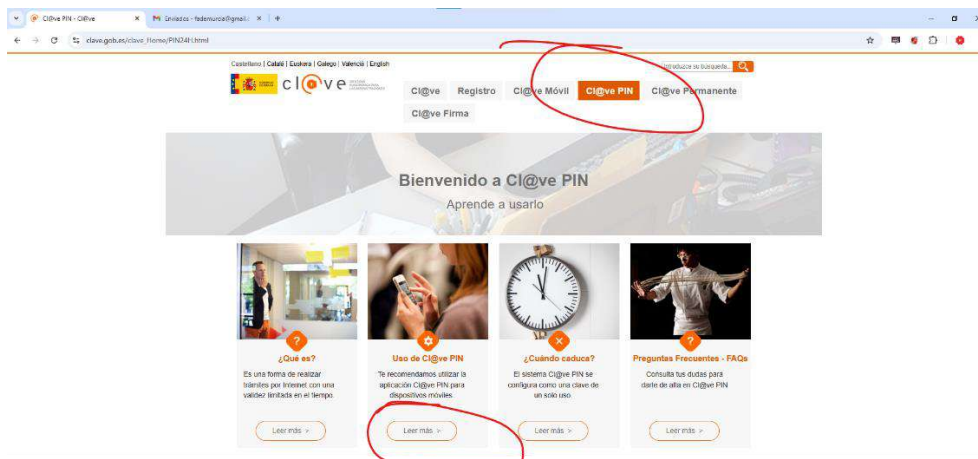 Cl@ve PIN - Cl@ve
clave.gob.es/clave_Home/PIN24H.html
Castellano | Català | Euskera | Galego | Valencià | English
Introduzca su búsqueda...
cl@ve
Cl@ve Registro Cl@ve Móvil Cl@ve PIN Cl@ve Permanente
Cl@ve Firma
Bienvenido a Cl@ve PIN
Aprende a usarlo
¿Qué es?
Es una forma de realizar
trámites por Internet con una
validez limitada en el tiempo.
Leer más >
Uso de Cl@ve PIN
Te recomendamos utilizar la
aplicación Cl@ve PIN para
dispositivos móviles
Leer más >
¿Cuándo caduca?
El sistema Cl@ve PIN se
configura como una clave de
un solo uso
Leer más >
Preguntas Frecuentes - FAQs
Consulta tus dudas para
darte de alta en Cl@ve PIN
Leer más >